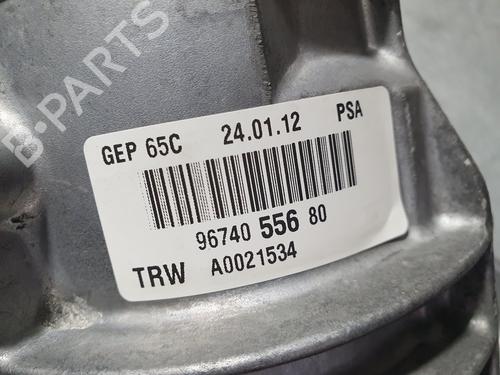 B-PARTS
GEP 65C 24.01.12 PSA
96740 556 80
TRW A0021534